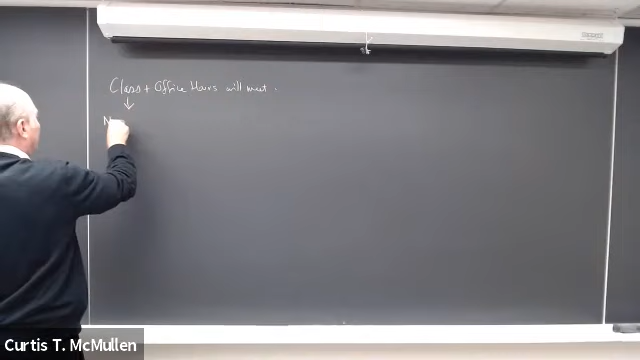 Class + Office Hours will meet .
↓
N
Curtis T. McMullen